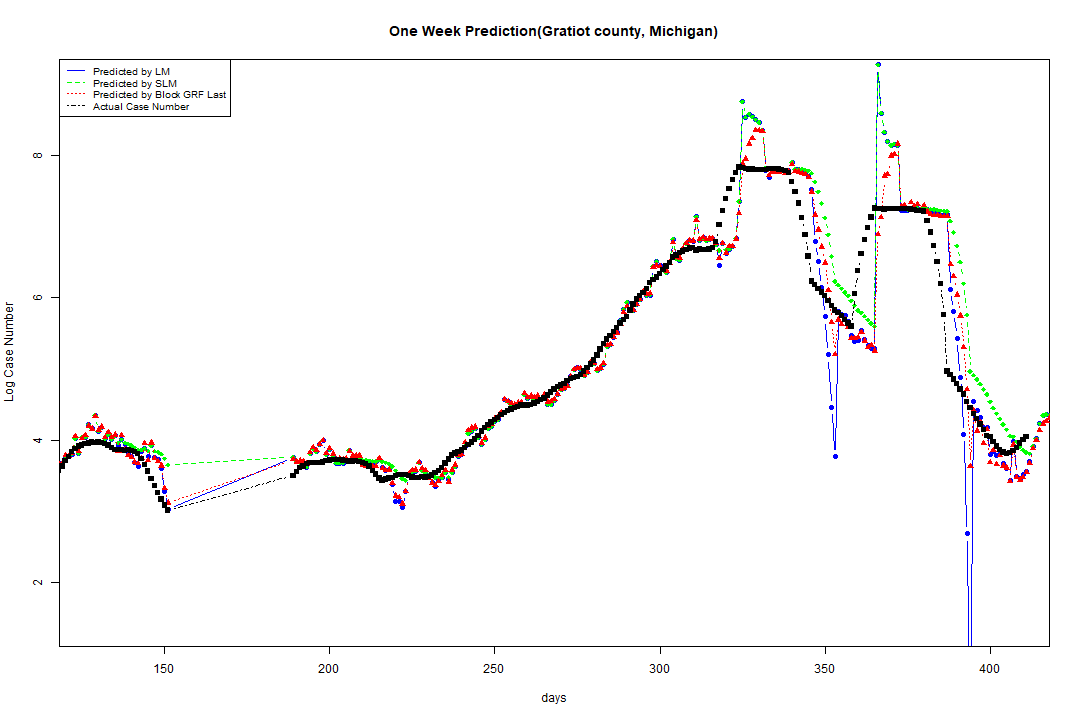 One Week Prediction(Gratiot county, Michigan)
Predicted by LM
Predicted by SLM
Predicted by Block GRF Last
Actual Case Number
8
6
4
2
Log Case Number
150 200 250 300 350 400
days